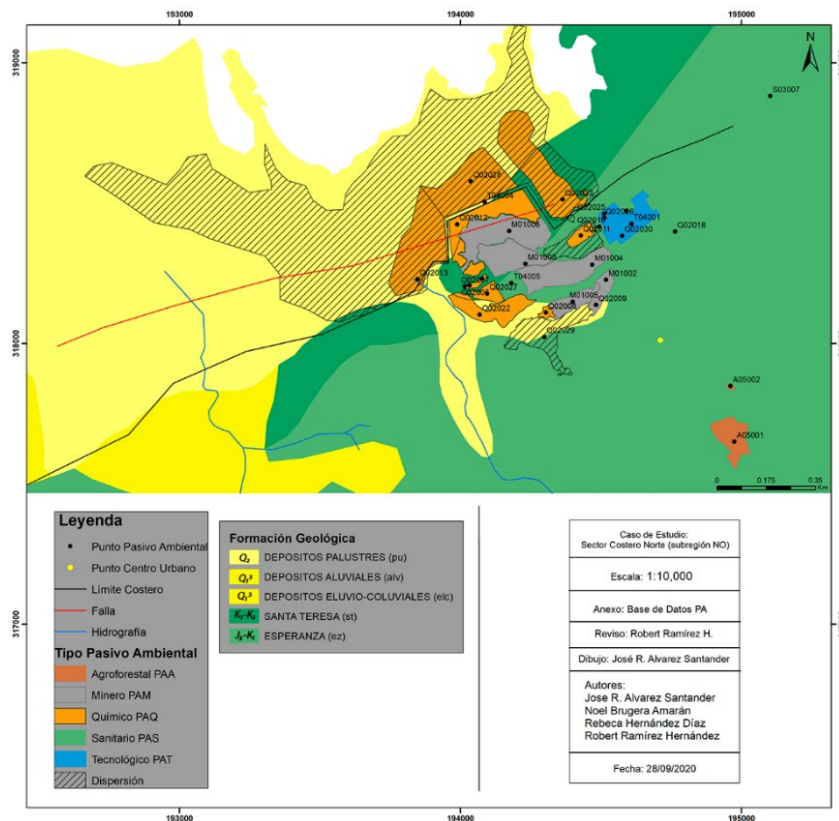 193000 194000 195000
319000
N
S03007
Q02028
T04004
Q02023
Q02025
T04001
Q02012
M01006
Q02011
Q02030
Q02018
M01003
M01004
Q02013
T04005
M01002
Q02027
M01005
Q02009
Q02022
318000
Q02029
A05002
A05001
0 0.175 0.35
Km
Leyenda
Punto Pasivo Ambiental
Punto Centro Urbano
Límite Costero
Falla
Hidrografía
Tipo Pasivo Ambiental
Agroforestal PAA
Minero PAM
Químico PAQ
Sanitario PAS
Tecnológico PAT
Dispersión
Formación Geológica
DEPOSITOS PALUSTRES (pu)
DEPOSITOS ALUVIALES (alv)
DEPOSITOS ELUVIO-COLUVIALES (elc)
SANTA TERESA (st)
ESPERANZA (ez)
317000
Caso de Estudio:
Sector Costero Norte (subregión NO)
Escala: 1:10,000
Anexo: Base de Datos PA
Reviso: Robert Ramírez H.
Dibujo: José R. Alvarez Santander
Autores:
Jose R. Alvarez Santander
Noel Brugera Amarán
Rebeca Hernández Díaz
Robert Ramírez Hernández
Fecha: 28/09/2020
193000 194000 195000